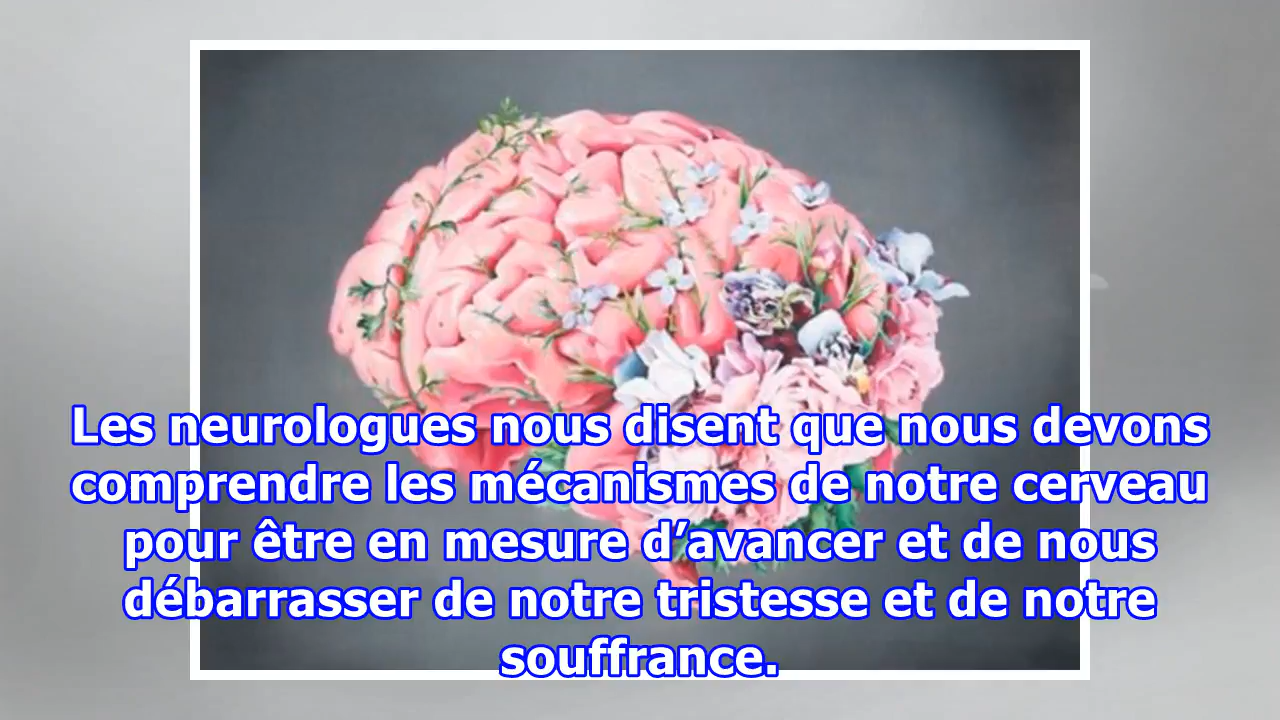 Les neurologues nous disent que nous devons
comprendre les mécanismes de notre cerveau
pour être en mesure d’avancer et de nous
débarrasser de notre tristesse et de notre
souffrance.